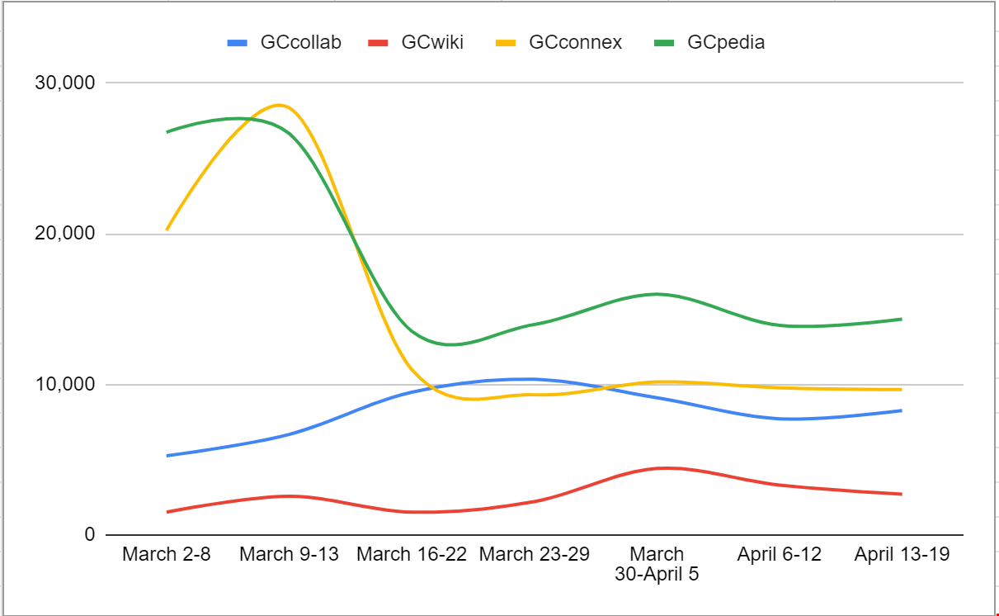 GCcollab GCwiki GCconnex GCpedia
30,000
20,000
10,000
0
March 2-8 March 9-13 March 16-22 March 23-29 March 30-April 5 April 6-12 April 13-19